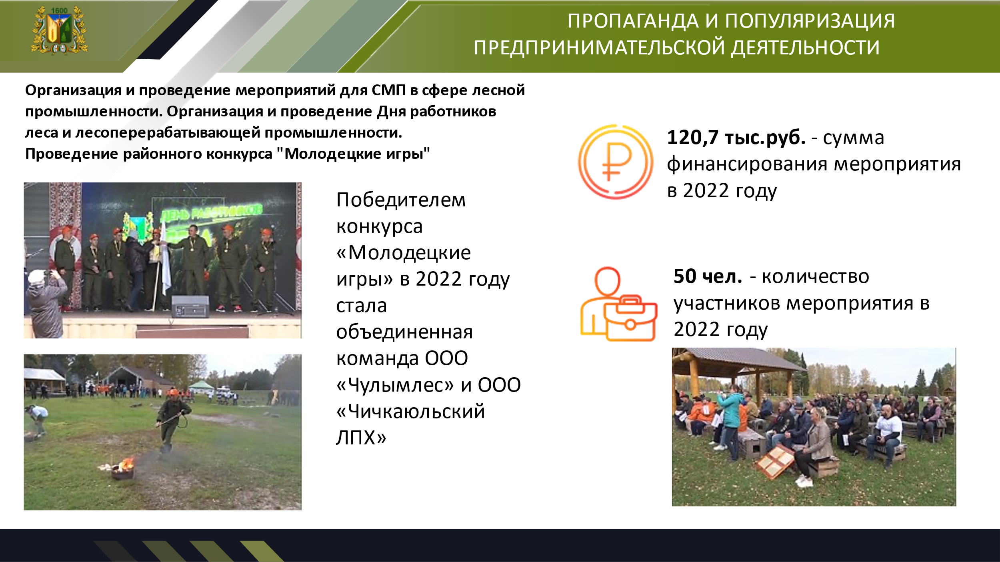 1600
ПРОПАГАНДА И ПОПУЛЯРИЗАЦИЯ
ПРЕДПРИНИМАТЕЛЬСКОЙ ДЕЯТЕЛЬНОСТИ
Организация и проведение мероприятий для СМП в сфере лесной
промышленности. Организация и проведение Дня работников
леса и лесоперерабатывающей промышленности.
Проведение районного конкурса "Молодецкие игры"
ДЕНЬ РАБОТНИКОВ
Победителем
конкурса
«Молодецкие
игры» в 2022 году
стала
объединенная
команда ООО
«Чулымлес» и ООО
«Чичкаюльский
ЛПХ»
120,7 тыс.руб. - сумма
финансирования мероприятия
в 2022 году
50 чел. - количество
участников мероприятия в
2022 году